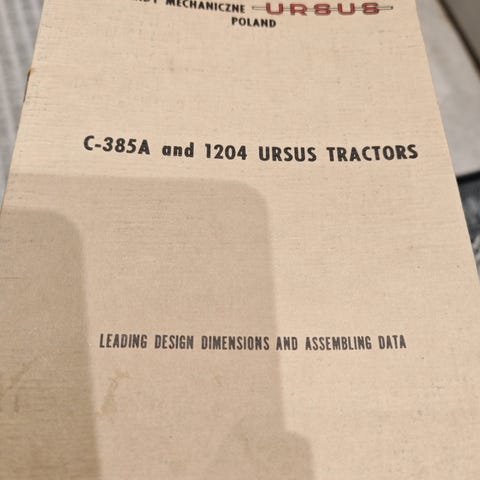 MECHANICZNE URSUS
POLAND
C-385A and 1204 URSUS TRACTORS
LEADING DESIGN DIMENSIONS AND ASSEMBLING DATA